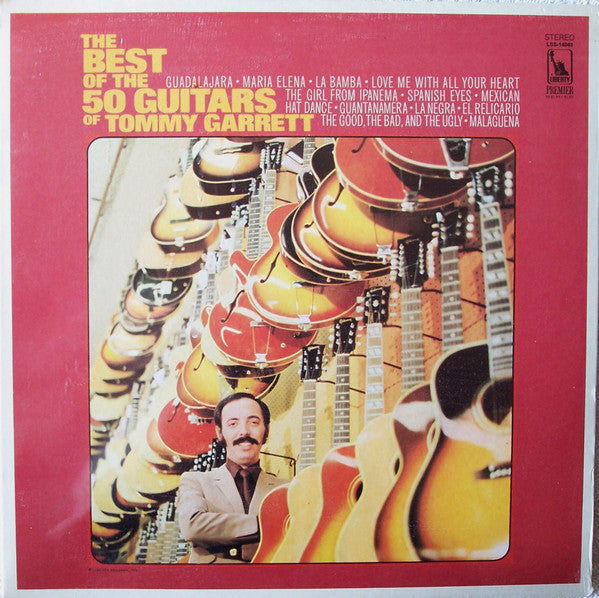 THE
BEST
OF THE
50 GUITARS
OF TOMMY GARRETT
GUADALAJARA • MARIA ELENA • LA BAMBA • LOVE ME WITH ALL YOUR HEART
THE GIRL FROM IPANEMA • SPANISH EYES • MEXICAN
HAT DANCE • GUANTANAMERA • LA NEGRA • EL RELICARIO
THE GOOD, THE BAD, AND THE UGLY • MALAGUENA
STEREO
LIBERTY
PREMIER